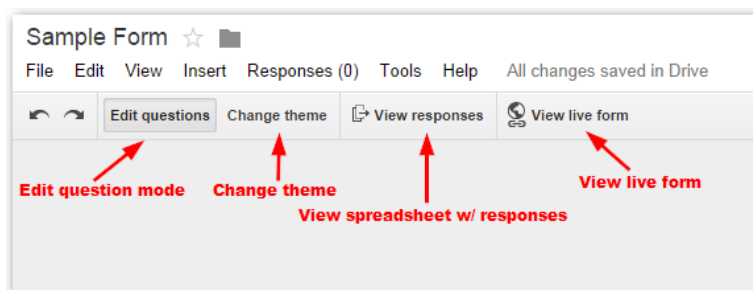 Sample Form
File Edit View Insert Responses (0) Tools Help All changes saved in Drive
Edit questions Change theme View responses View live form
Edit question mode Change theme View live form
View spreadsheet w/ responses